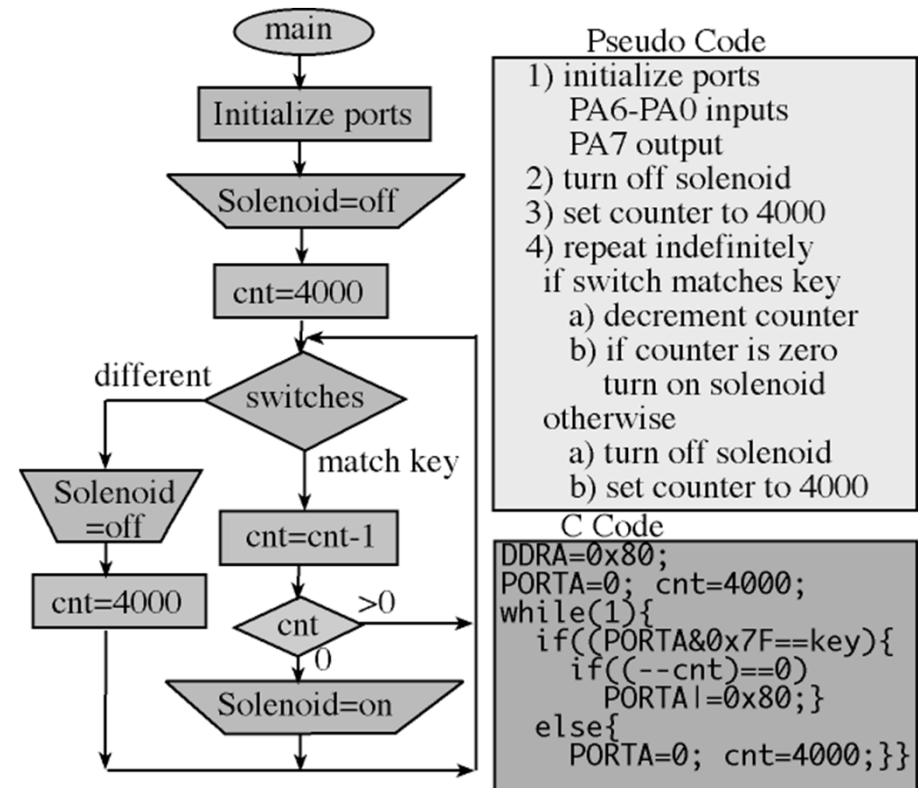 main
Initialize ports
Solenoid=off
cnt=4000
switches
different
match key
Solenoid
=off
cnt=4000
cnt=cnt-1
cnt
>0
0
Solenoid=on
Pseudo Code
1) initialize ports
PA6-PA0 inputs
PA7 output
2) turn off solenoid
3) set counter to 4000
4) repeat indefinitely
if switch matches key
a) decrement counter
b) if counter is zero
turn on solenoid
otherwise
a) turn off solenoid
b) set counter to 4000
C Code
DDRA=0x80;
PORTA=0; cnt=4000;
while(1){
if((PORTA&0x7F==key){
if((--cnt)==0)
PORTA|=0x80;}
else{
PORTA=0; cnt=4000;}}